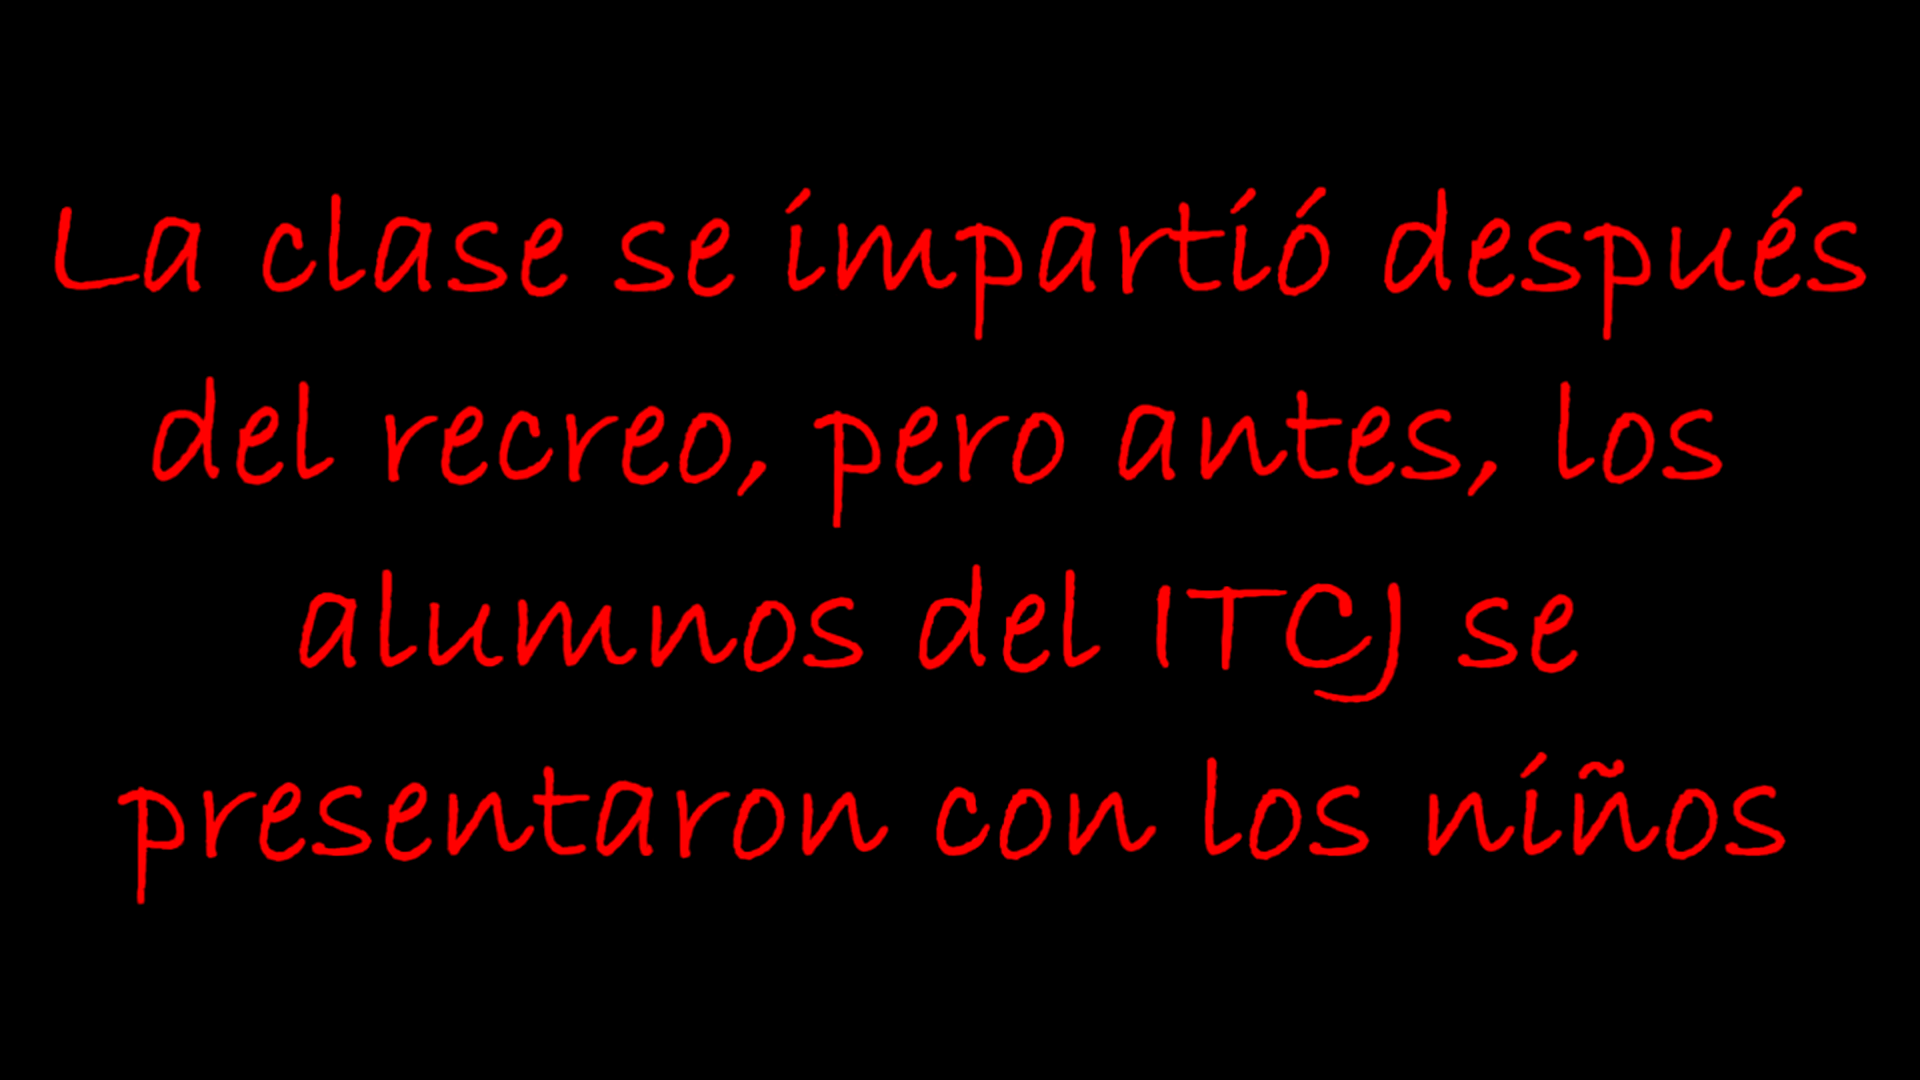 La clase se impartió después
del recreo, pero antes, los
alumnos del ITCJ se
presentaron con los niños